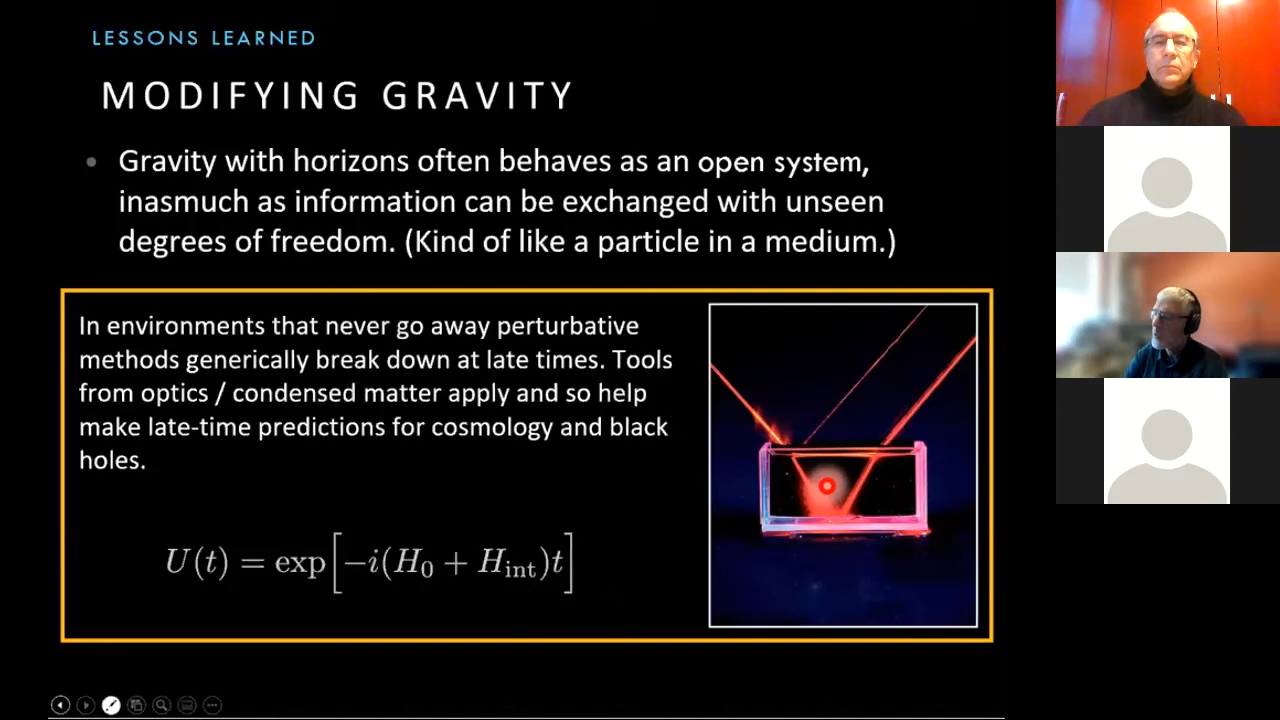 LESSONS LEARNED
MODIFYING GRAVITY
• Gravity with horizons often behaves as an open system,
inasmuch as information can be exchanged with unseen
degrees of freedom. (Kind of like a particle in a medium.)
In environments that never go away perturbative
methods generically break down at late times. Tools
from optics / condensed matter apply and so help
make late-time predictions for cosmology and black
holes.
U(t) = exp[−i(H₀ + H_int)t]